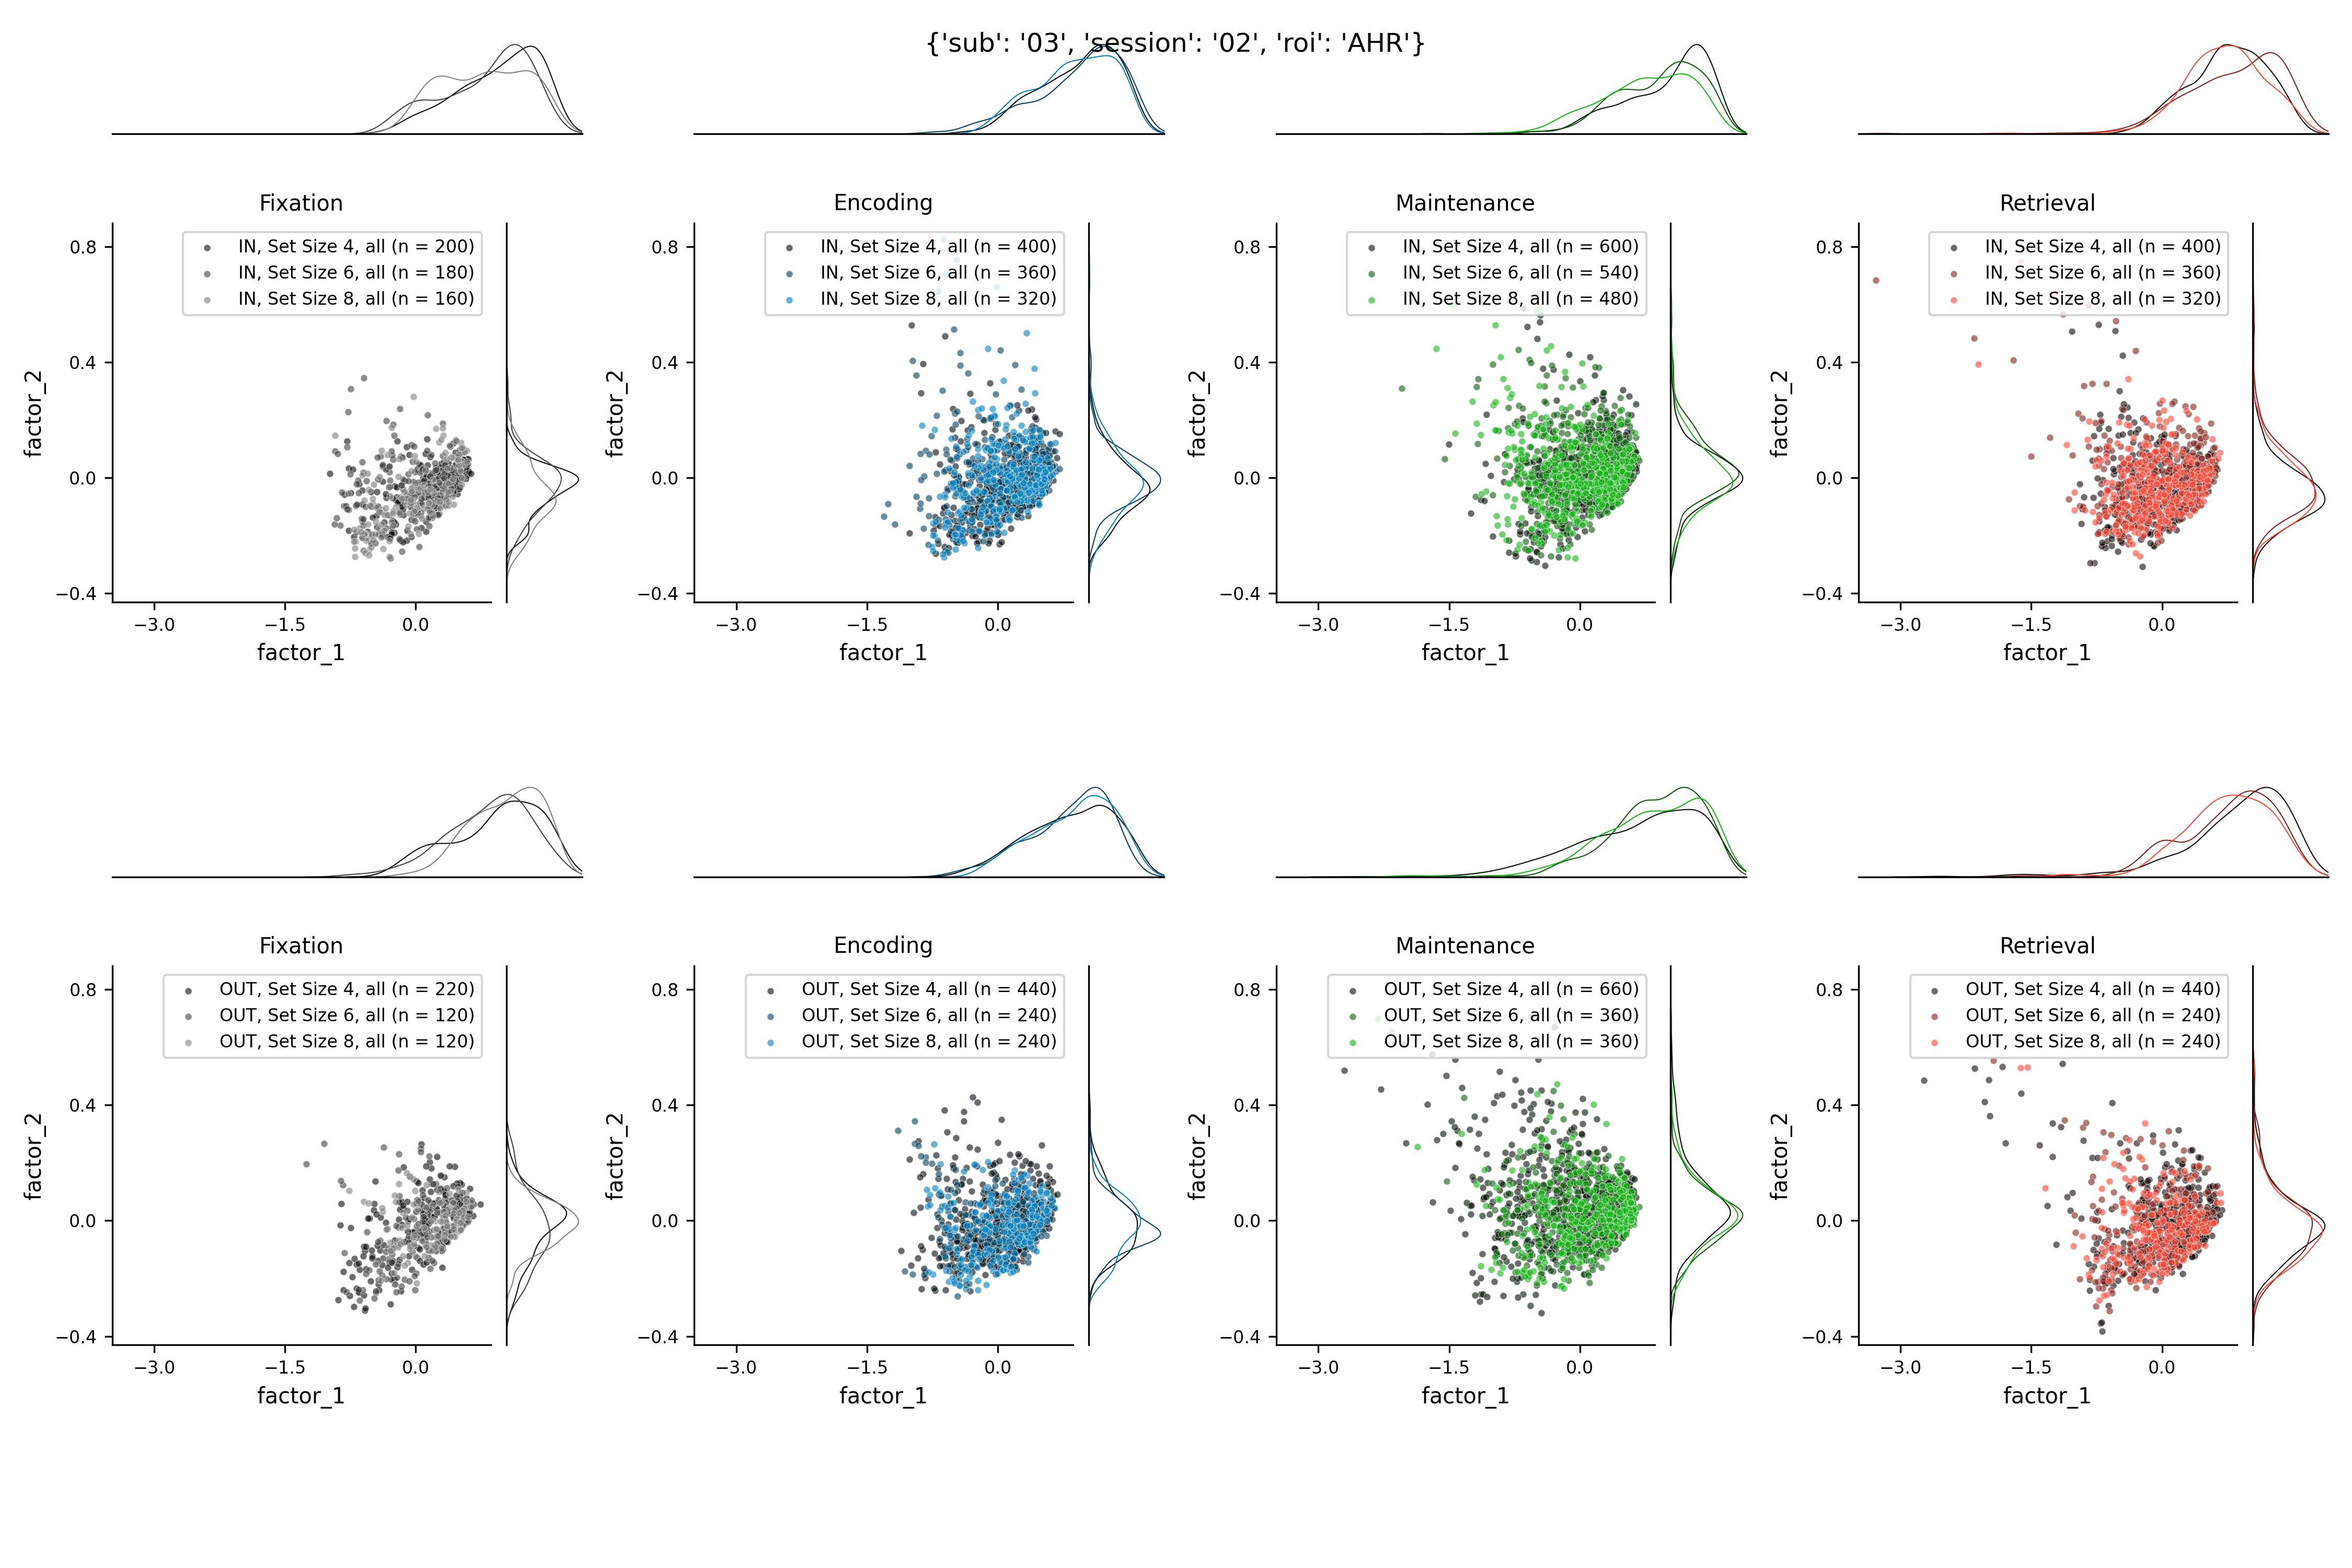 {'sub': '03', 'session': '02', 'roi': 'AHR'}
Fixation
IN, Set Size 4, all (n = 200)
IN, Set Size 6, all (n = 180)
IN, Set Size 8, all (n = 160)
0.8
0.4
0.0
−0.4
factor_2
−3.0 −1.5 0.0
factor_1
Encoding
IN, Set Size 4, all (n = 400)
IN, Set Size 6, all (n = 360)
IN, Set Size 8, all (n = 320)
0.8
0.4
0.0
−0.4
factor_2
−3.0 −1.5 0.0
factor_1
Maintenance
IN, Set Size 4, all (n = 600)
IN, Set Size 6, all (n = 540)
IN, Set Size 8, all (n = 480)
0.8
0.4
0.0
−0.4
factor_2
−3.0 −1.5 0.0
factor_1
Retrieval
IN, Set Size 4, all (n = 400)
IN, Set Size 6, all (n = 360)
IN, Set Size 8, all (n = 320)
0.8
0.4
0.0
−0.4
factor_2
−3.0 −1.5 0.0
factor_1
Fixation
OUT, Set Size 4, all (n = 220)
OUT, Set Size 6, all (n = 120)
OUT, Set Size 8, all (n = 120)
0.8
0.4
0.0
−0.4
factor_2
−3.0 −1.5 0.0
factor_1
Encoding
OUT, Set Size 4, all (n = 440)
OUT, Set Size 6, all (n = 240)
OUT, Set Size 8, all (n = 240)
0.8
0.4
0.0
−0.4
factor_2
−3.0 −1.5 0.0
factor_1
Maintenance
OUT, Set Size 4, all (n = 660)
OUT, Set Size 6, all (n = 360)
OUT, Set Size 8, all (n = 360)
0.8
0.4
0.0
−0.4
factor_2
−3.0 −1.5 0.0
factor_1
Retrieval
OUT, Set Size 4, all (n = 440)
OUT, Set Size 6, all (n = 240)
OUT, Set Size 8, all (n = 240)
0.8
0.4
0.0
−0.4
factor_2
−3.0 −1.5 0.0
factor_1